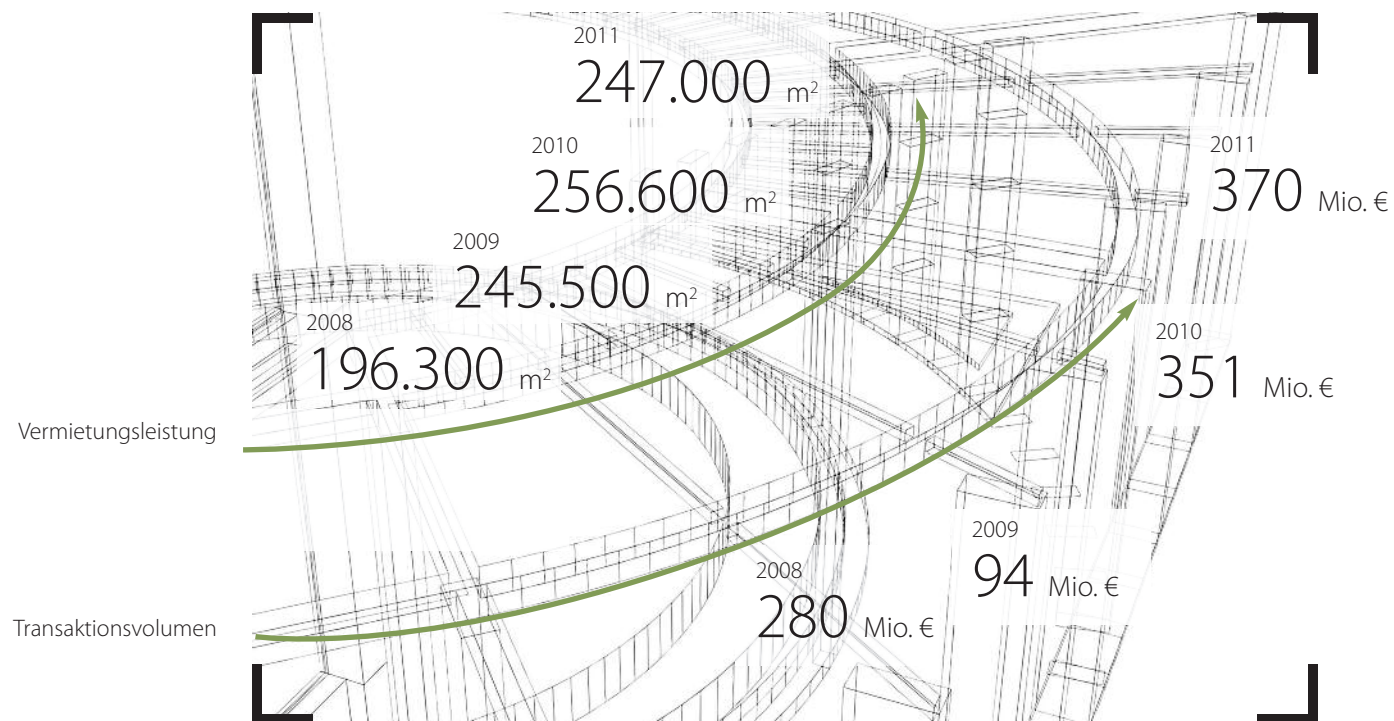 2011
247.000 m²
2010
256.600 m²
2009
245.500 m²
2008
196.300 m²
Vermietungsleistung
2011
370 Mio. €
2010
351 Mio. €
2009
94 Mio. €
2008
280 Mio. €
Transaktionsvolumen